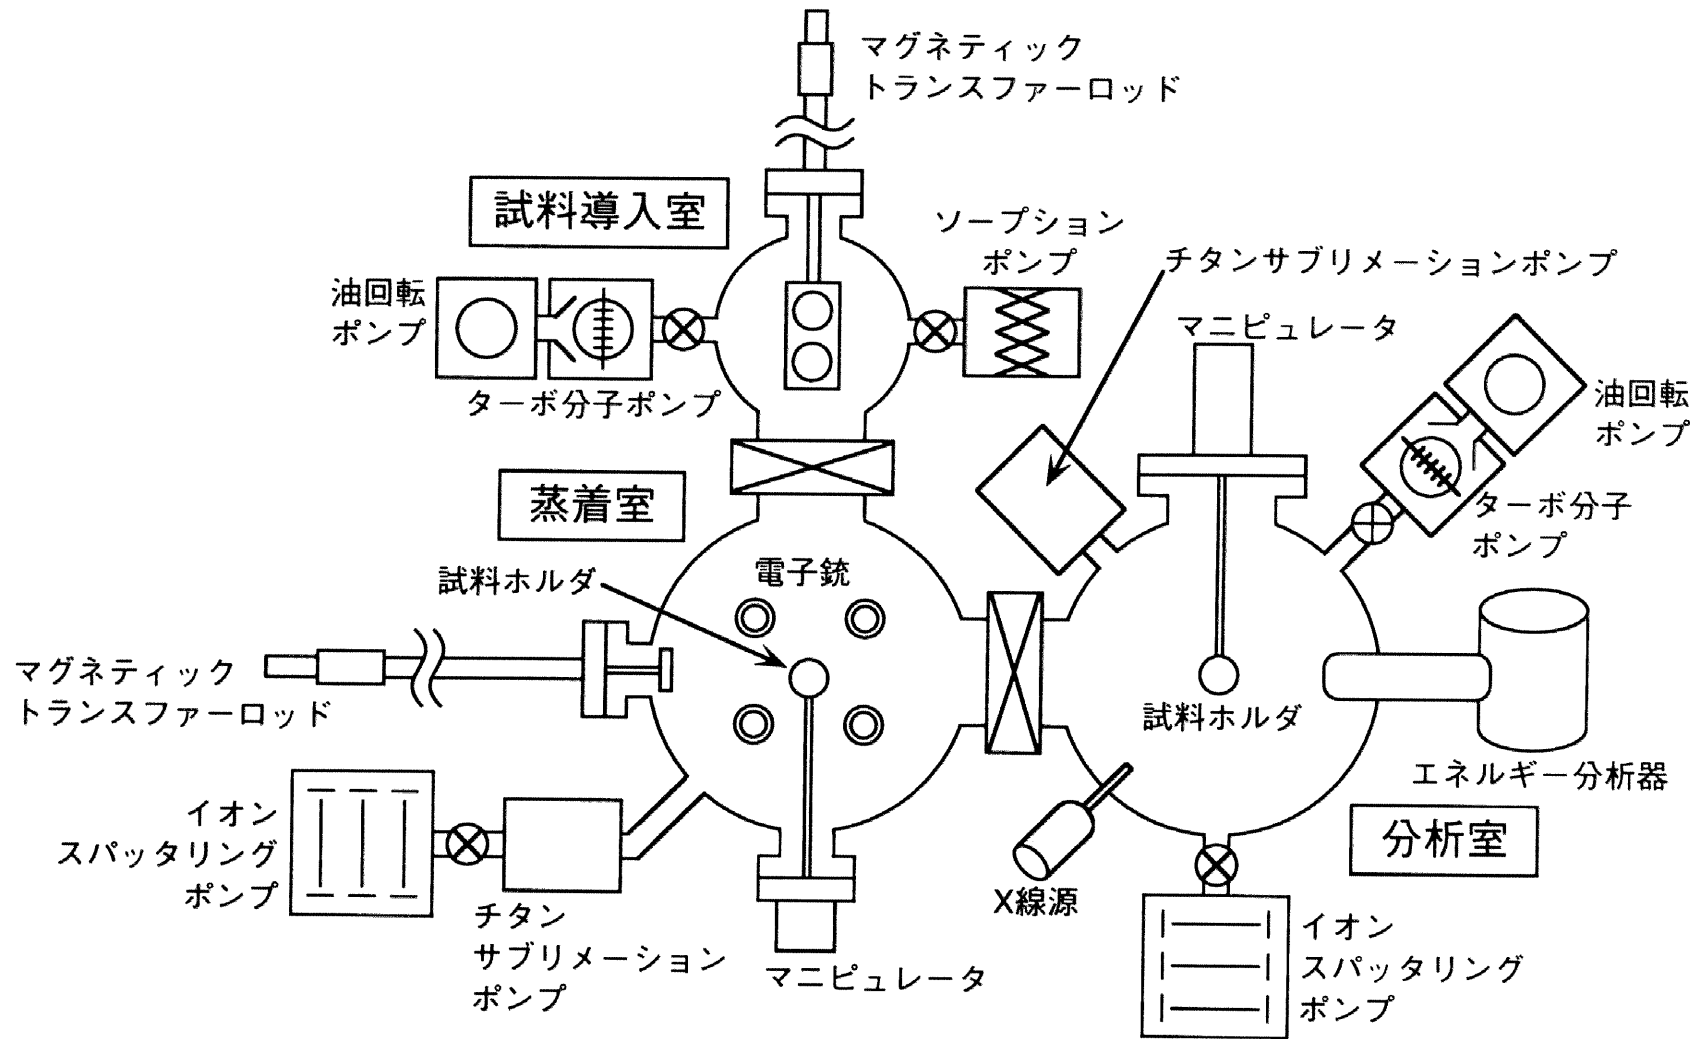 マグネティック
トランスファーロッド
試料導入室
ソープション
ポンプ
チタンサブリメーションポンプ
油回転
ポンプ
ターボ分子ポンプ
マニピュレータ
油回転
ポンプ
ターボ分子
ポンプ
蒸着室
電子銃
試料ホルダ
マグネティック
トランスファーロッド
試料ホルダ
エネルギー分析器
分析室
イオン
スパッタリング
ポンプ
チタン
サブリメーション
ポンプ
マニピュレータ
X線源
イオン
スパッタリング
ポンプ